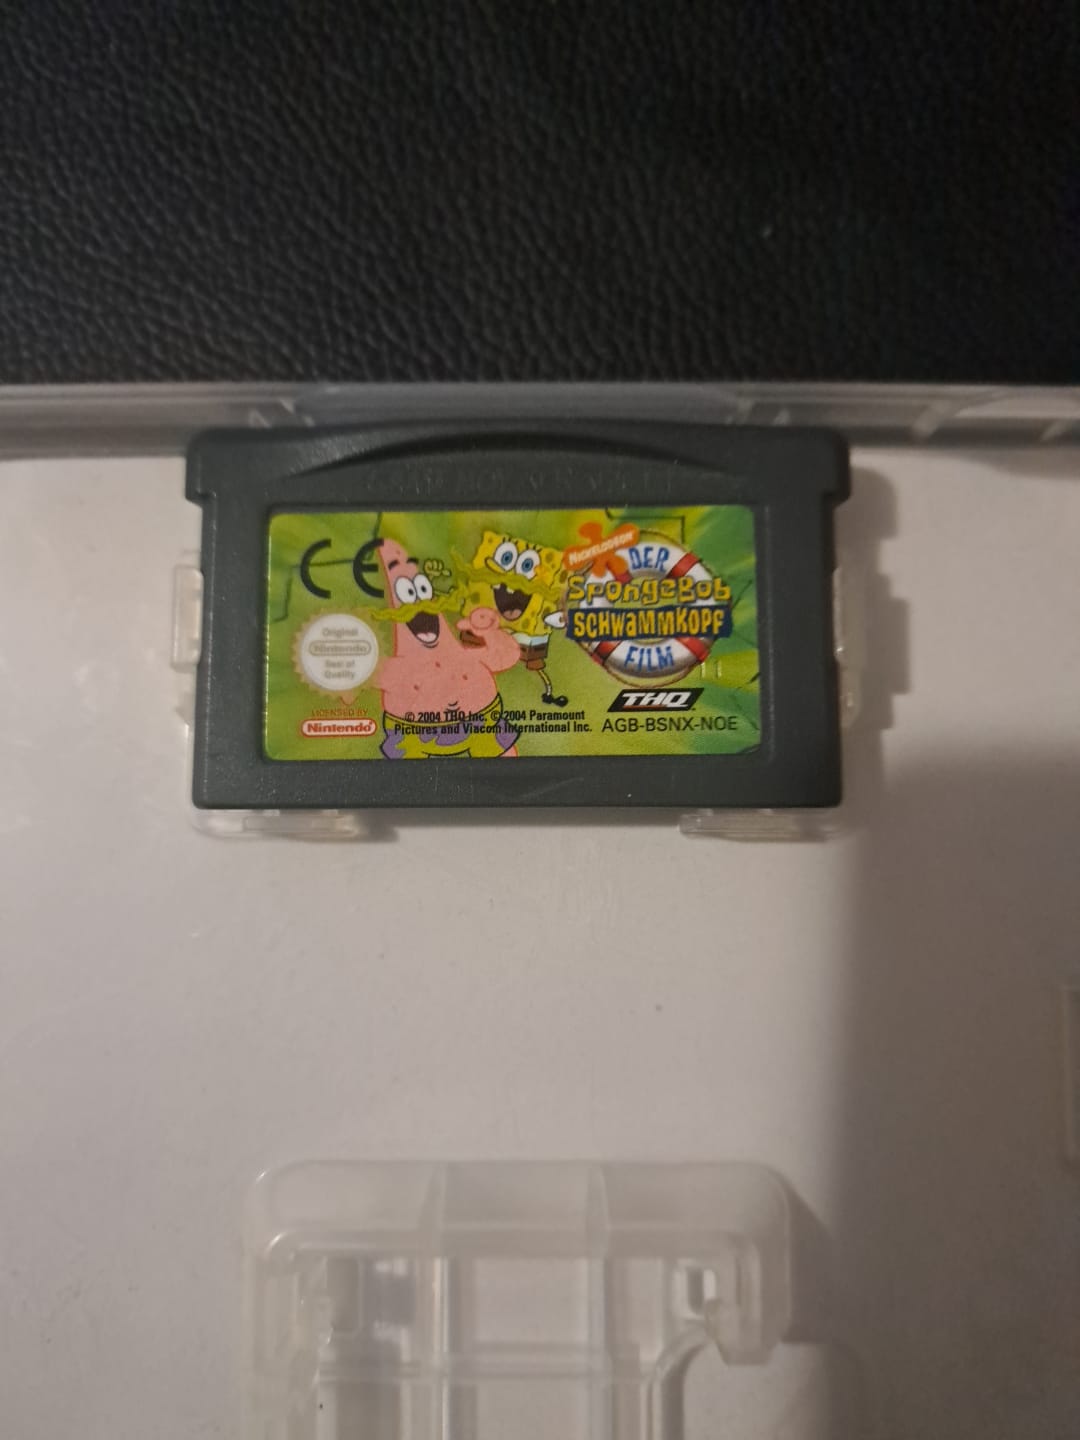 GAME BOY ADVANCE
CE
NICKELODEON
DER
SpongeBob
SCHWaMMKOPF
FILM
Original
Nintendo
Seal of
Quality
LICENSED BY
Nintendo
THQ
© 2004 THQ Inc. © 2004 Paramount
Pictures and Viacom International Inc.
AGB-BSNX-NOE
11